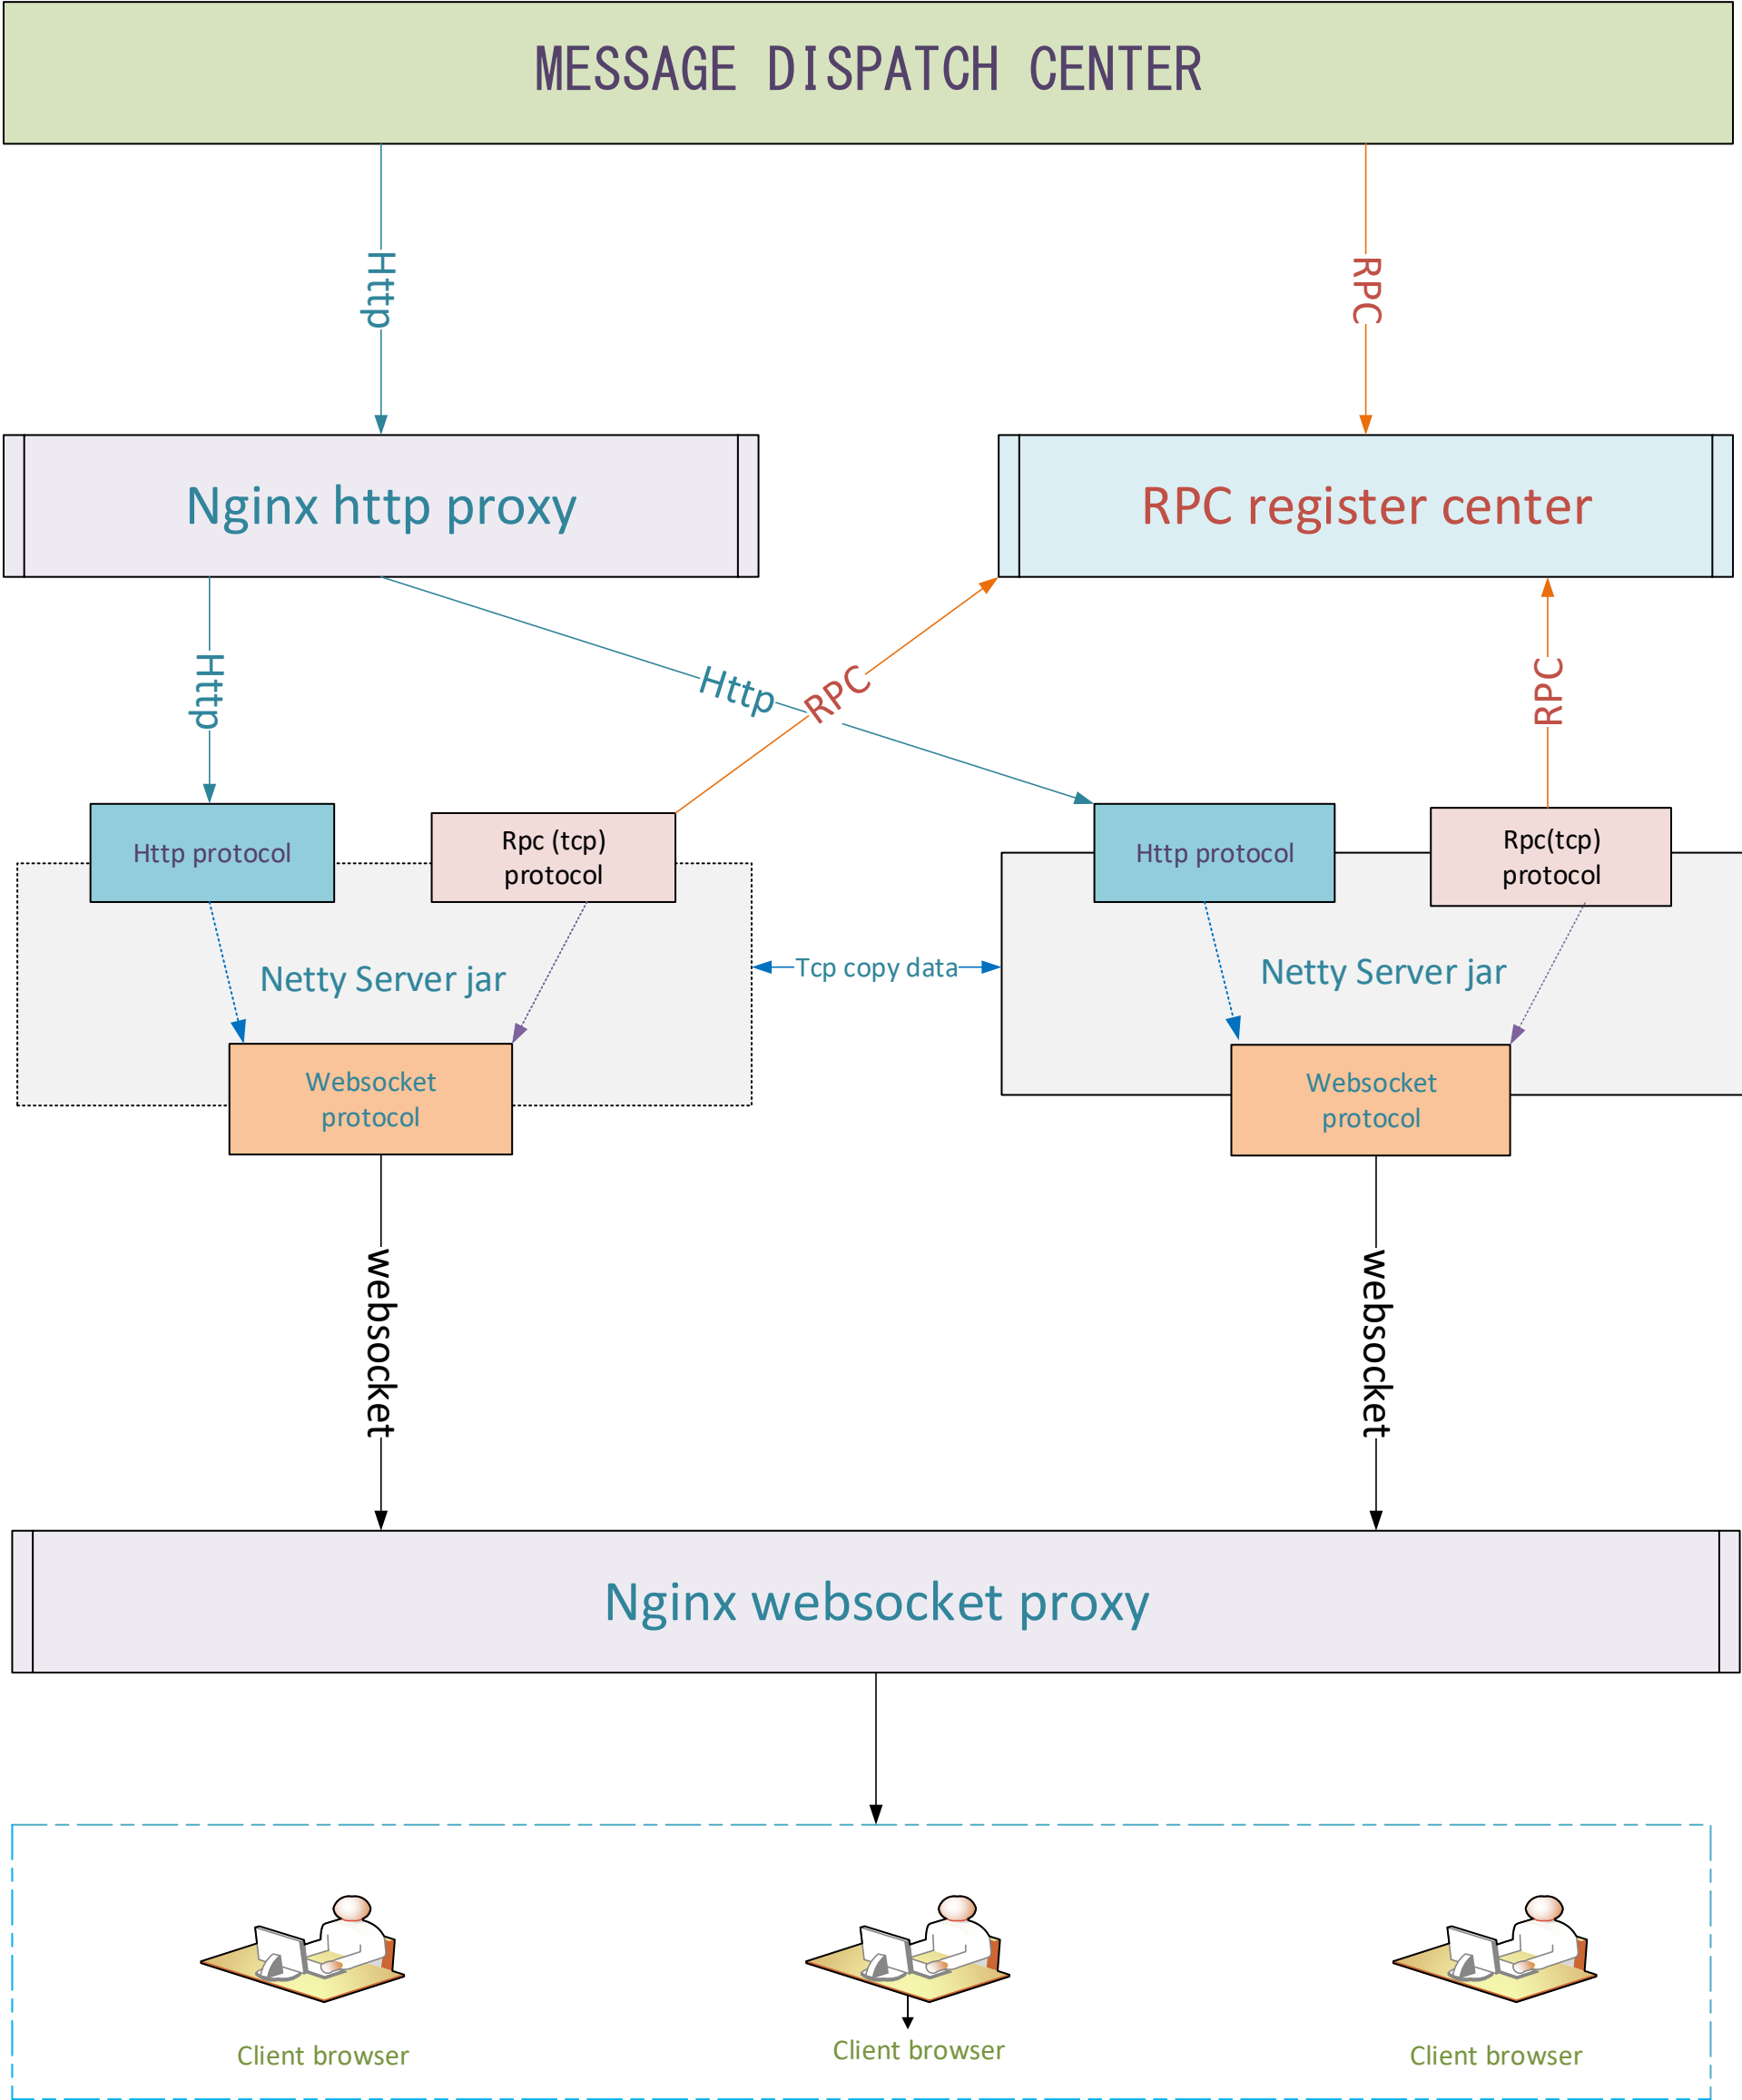 MESSAGE DISPATCH CENTER
Http
RPC
Nginx http proxy
RPC register center
Http
Http
RPC
RPC
Http protocol
Rpc (tcp)
protocol
Http protocol
Rpc(tcp)
protocol
Netty Server jar
Tcp copy data
Netty Server jar
Websocket
protocol
Websocket
protocol
websocket
websocket
Nginx websocket proxy
Client browser
Client browser
Client browser